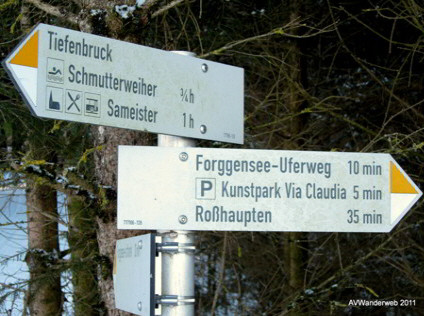 Tiefenbruck
Schmutterweiher ¾ h
Sameister 1 h
Forggensee-Uferweg 10 min
P Kunstpark Via Claudia 5 min
Roßhaupten 35 min
AVWanderweb 2011